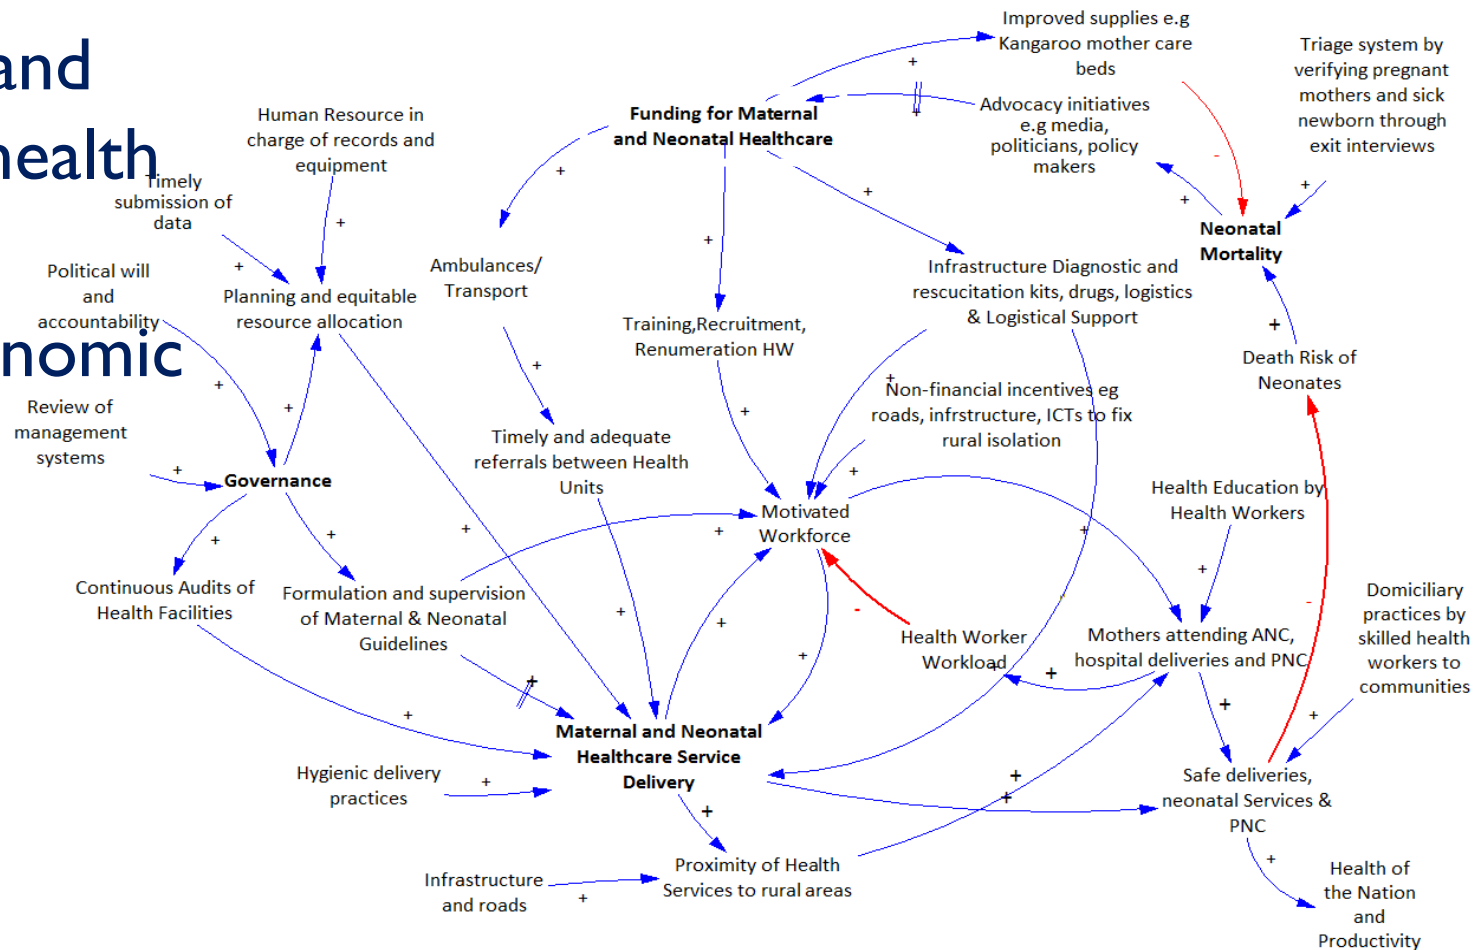 and
health
nomic
Human Resource in
charge of records and
equipment
Timely
submission of
data
Political will
and
accountability
Planning and equitable
resource allocation
Review of
management
systems
Governance
Continuous Audits of
Health Facilities
Formulation and supervision
of Maternal & Neonatal
Guidelines
Hygienic delivery
practices
Infrastructure
and roads
Funding for Maternal
and Neonatal Healthcare
Ambulances/
Transport
Timely and adequate
referrals between Health
Units
Training,Recruitment,
Renumeration HW
Improved supplies e.g
Kangaroo mother care
beds
Advocacy initiatives
e.g media,
politicians, policy
makers
Triage system by
verifying pregnant
mothers and sick
newborn through
exit interviews
Neonatal
Mortality
Infrastructure Diagnostic and
rescucitation kits, drugs, logistics
& Logistical Support
Death Risk of
Neonates
Non-financial incentives eg
roads, infrstructure, ICTs to fix
rural isolation
Motivated
Workforce
Health Education by
Health Workers
Health Worker
Workload
Mothers attending ANC,
hospital deliveries and PNC
Domiciliary
practices by
skilled health
workers to
communities
Maternal and Neonatal
Healthcare Service
Delivery
Proximity of Health
Services to rural areas
Safe deliveries,
neonatal Services &
PNC
Health of
the Nation
and
Productivity